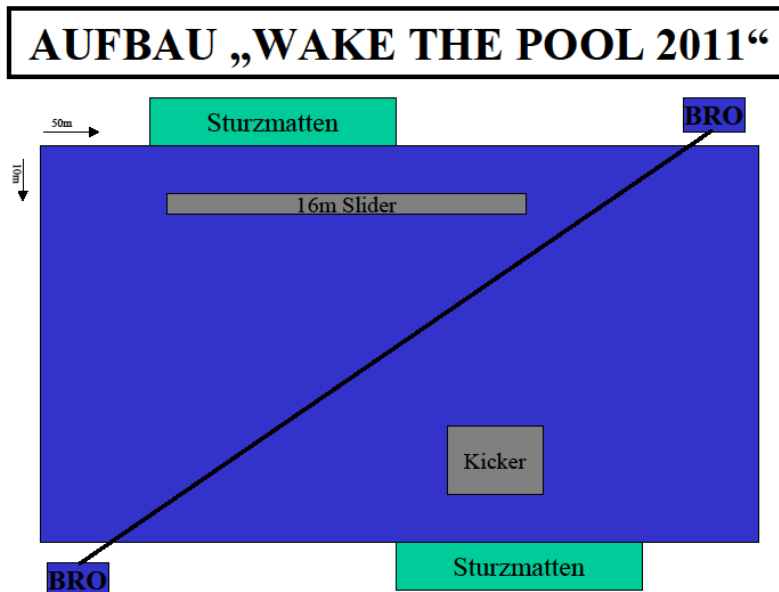 AUFBAU „WAKE THE POOL 2011“
Sturzmatten
BRO
50m
10m
16m Slider
Kicker
BRO
Sturzmatten